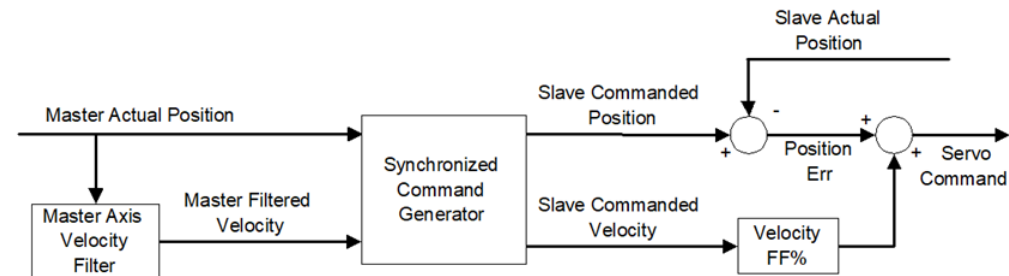 Slave Actual
Position
Master Actual Position
Slave Commanded
Position
-
+
+
Position
Err
+
Servo
Command
Synchronized
Command
Generator
Master Axis
Velocity
Filter
Master Filtered
Velocity
Slave Commanded
Velocity
Velocity
FF%